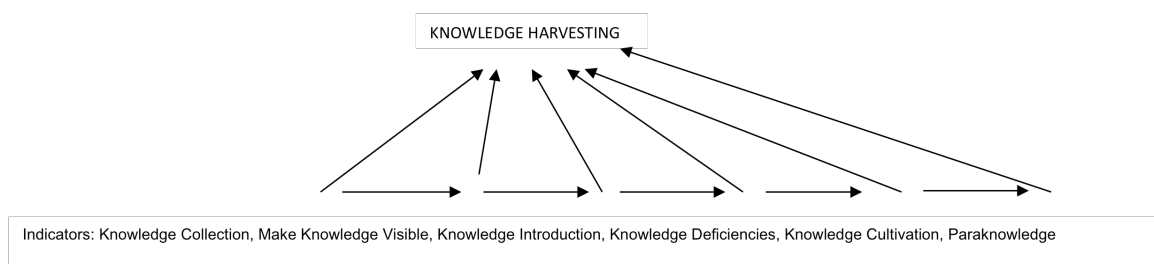 KNOWLEDGE HARVESTING
Indicators: Knowledge Collection, Make Knowledge Visible, Knowledge Introduction, Knowledge Deficiencies, Knowledge Cultivation, Paraknowledge